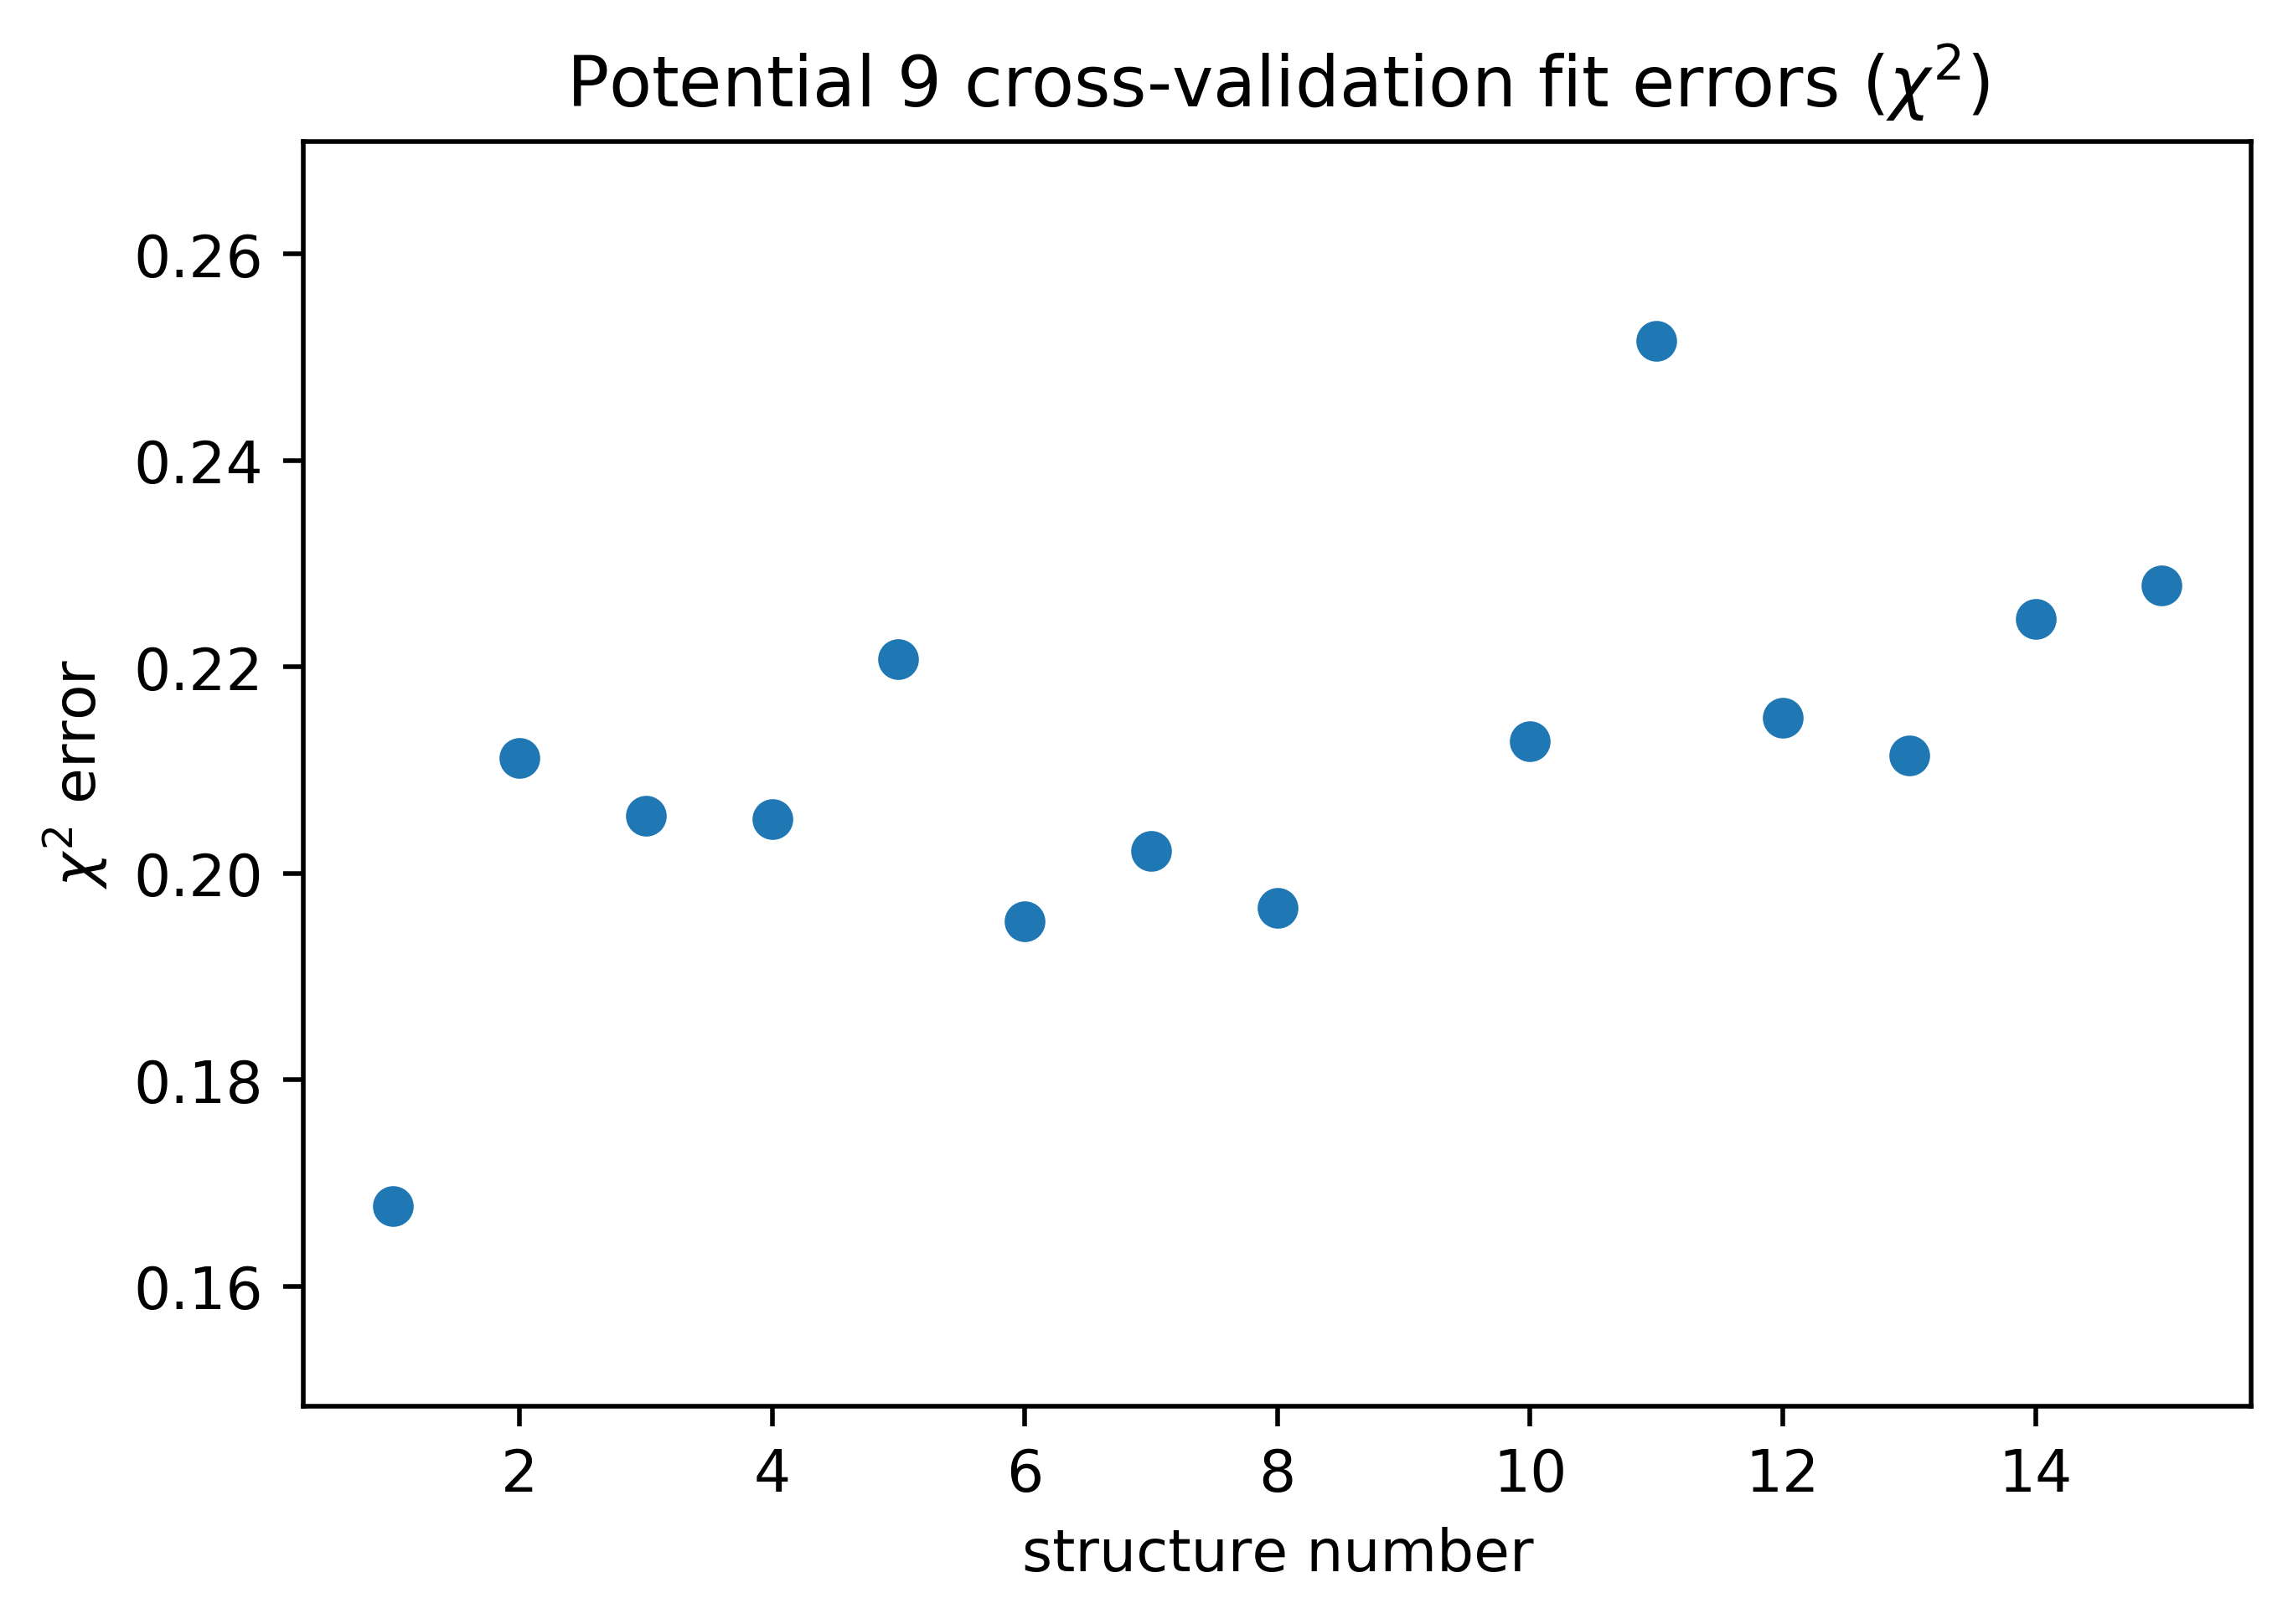 Potential 9 cross-validation fit errors (χ²)
0.26
0.24
0.22
0.20
0.18
0.16
χ² error
2 4 6 8 10 12 14
structure number